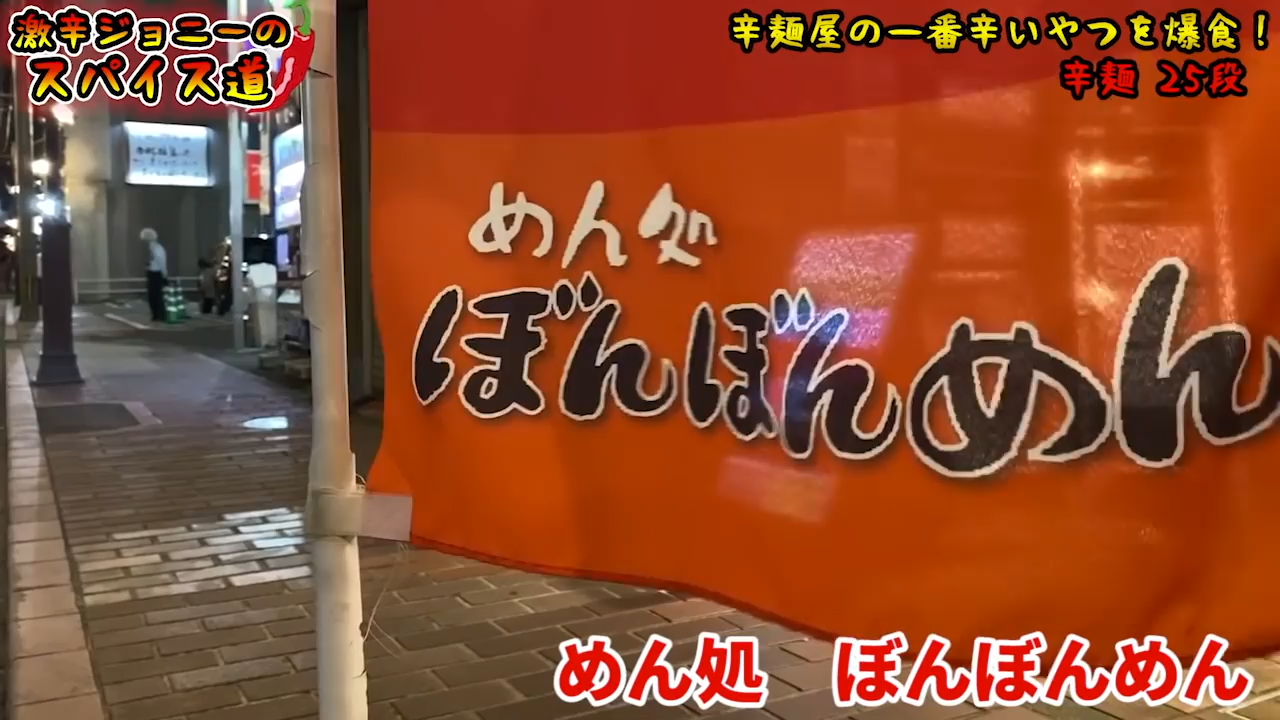 激辛ジョニーの
スパイス道
辛麺屋の一番辛いやつを爆食！
辛麺 25段
めん処
ぼんぼんめん
めん処 ぼんぼんめん